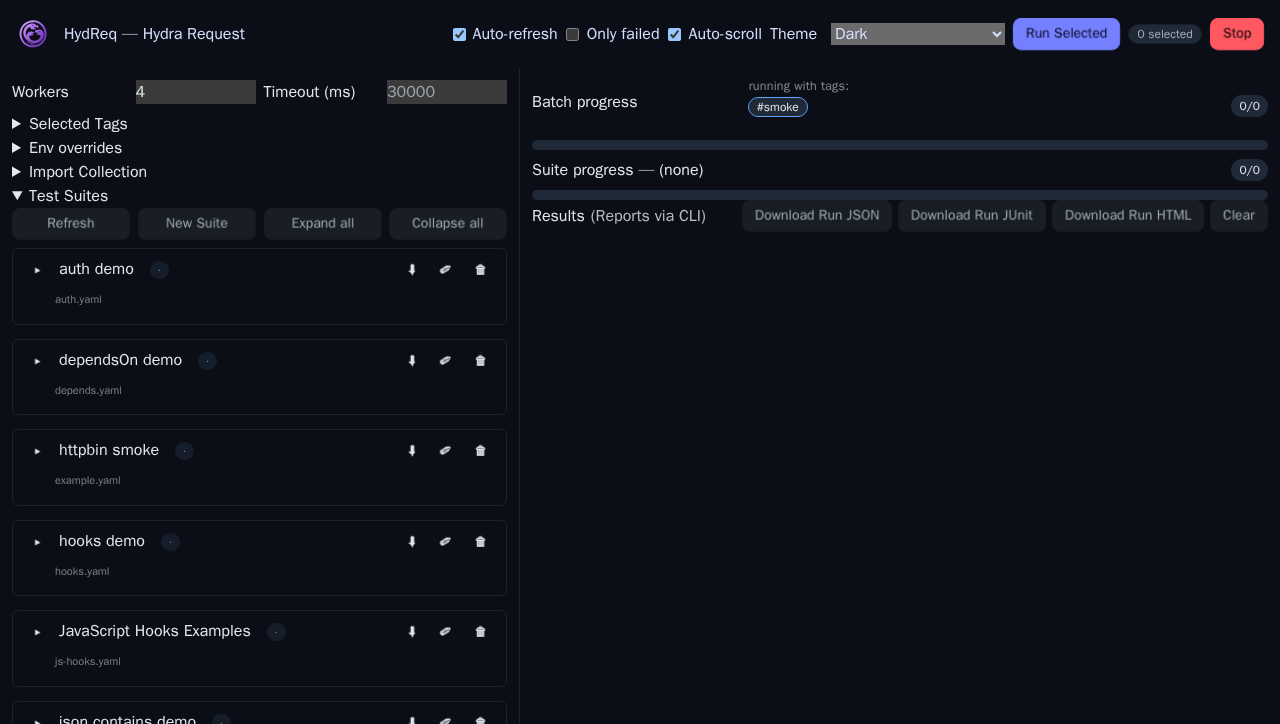 HydReq — Hydra Request
Auto-refresh Only failed Auto-scroll Theme Dark Run Selected 0 selected Stop
Workers 4 Timeout (ms) 30000
Selected Tags
Env overrides
Import Collection
Test Suites
Refresh New Suite Expand all Collapse all
auth demo
auth.yaml
dependsOn demo
depends.yaml
httpbin smoke
example.yaml
hooks demo
hooks.yaml
JavaScript Hooks Examples
js-hooks.yaml
json contains demo
running with tags:
Batch progress #smoke 0/0
Suite progress — (none) 0/0
Results (Reports via CLI) Download Run JSON Download Run JUnit Download Run HTML Clear